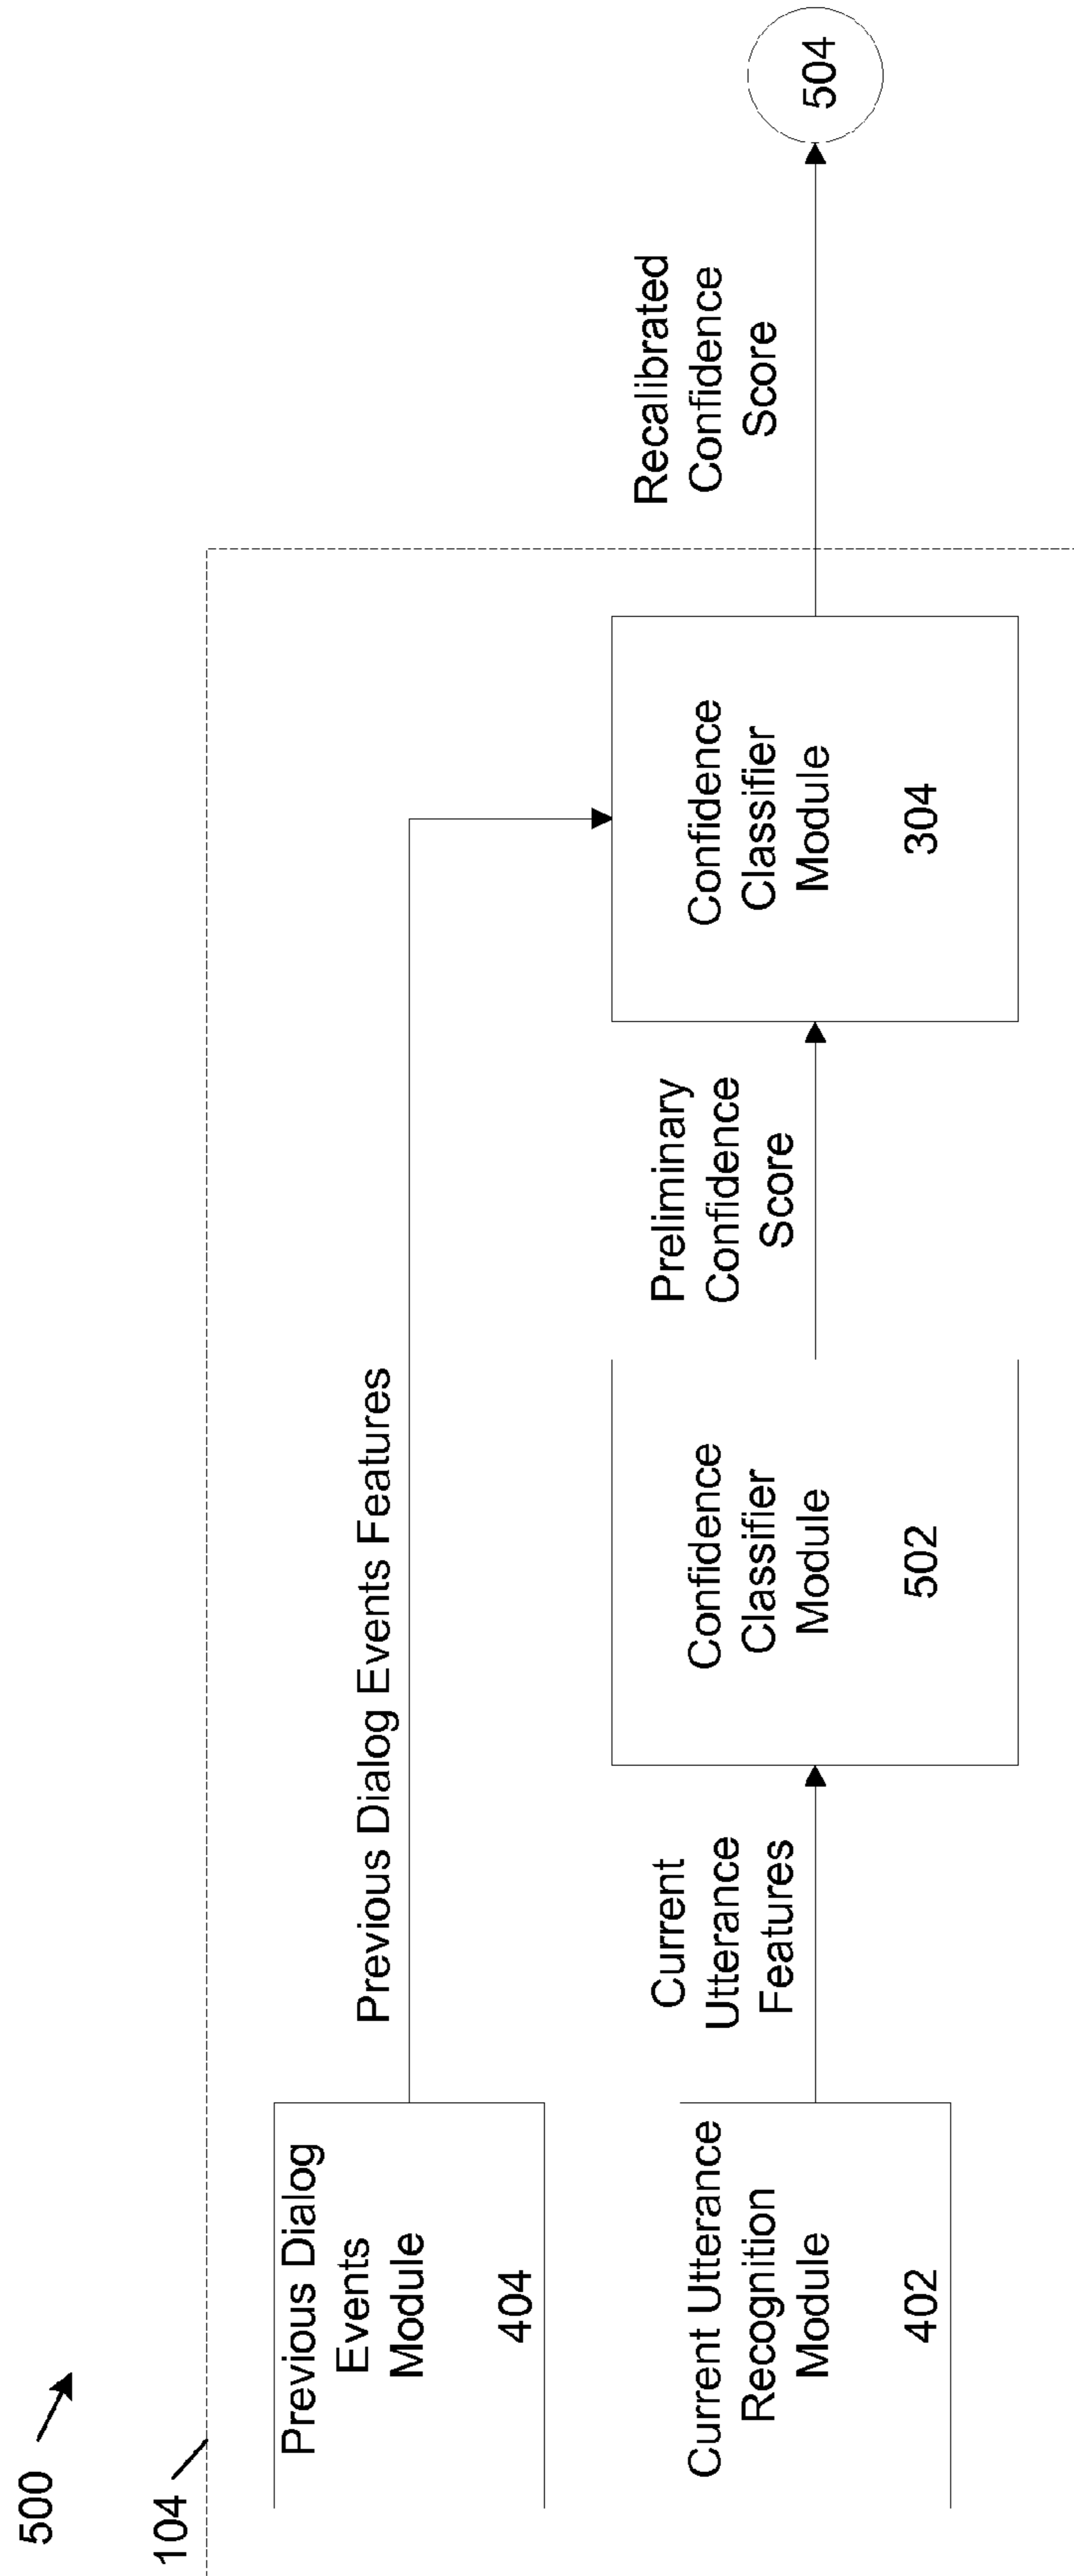 500
104
Previous Dialog
Events
Module
404
Previous Dialog Events Features
Current Utterance
Recognition
Module
402
Current
Utterance
Features
Confidence
Classifier
Module
502
Preliminary
Confidence
Score
Confidence
Classifier
Module
304
Recalibrated
Confidence
Score
504